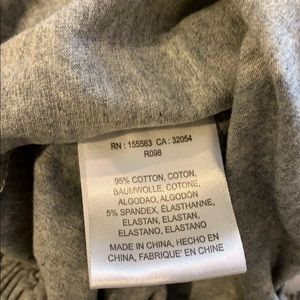 RN : 155563 CA : 32054
R098
95% COTTON, COTON,
BAUMWOLLE, COTONE,
ALGODAO, ALGODÓN
5% SPANDEX, ÉLASTHANNE,
ELASTAN, ELASTAN,
ELASTANO, ELASTANO
MADE IN CHINA, HECHO EN
CHINA, FABRIQUE' EN CHINE